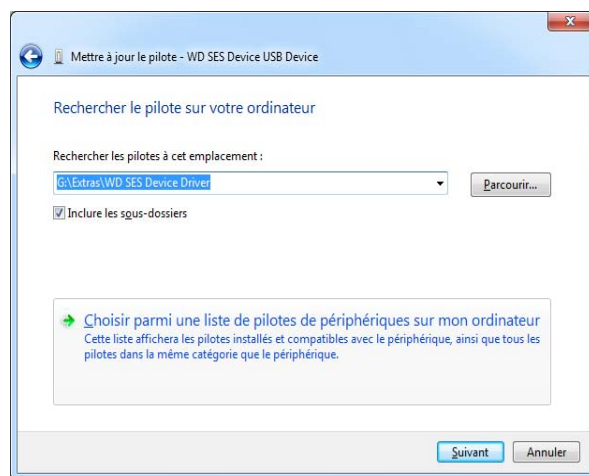 Mettre à jour le pilote - WD SES Device USB Device
Rechercher le pilote sur votre ordinateur
Rechercher les pilotes à cet emplacement :
G:\Extras\WD SES Device Driver
Parcourir...
Inclure les sous-dossiers
Choisir parmi une liste de pilotes de périphériques sur mon ordinateur
Cette liste affichera les pilotes installés et compatibles avec le périphérique, ainsi que tous les
pilotes dans la même catégorie que le périphérique.
Suivant Annuler